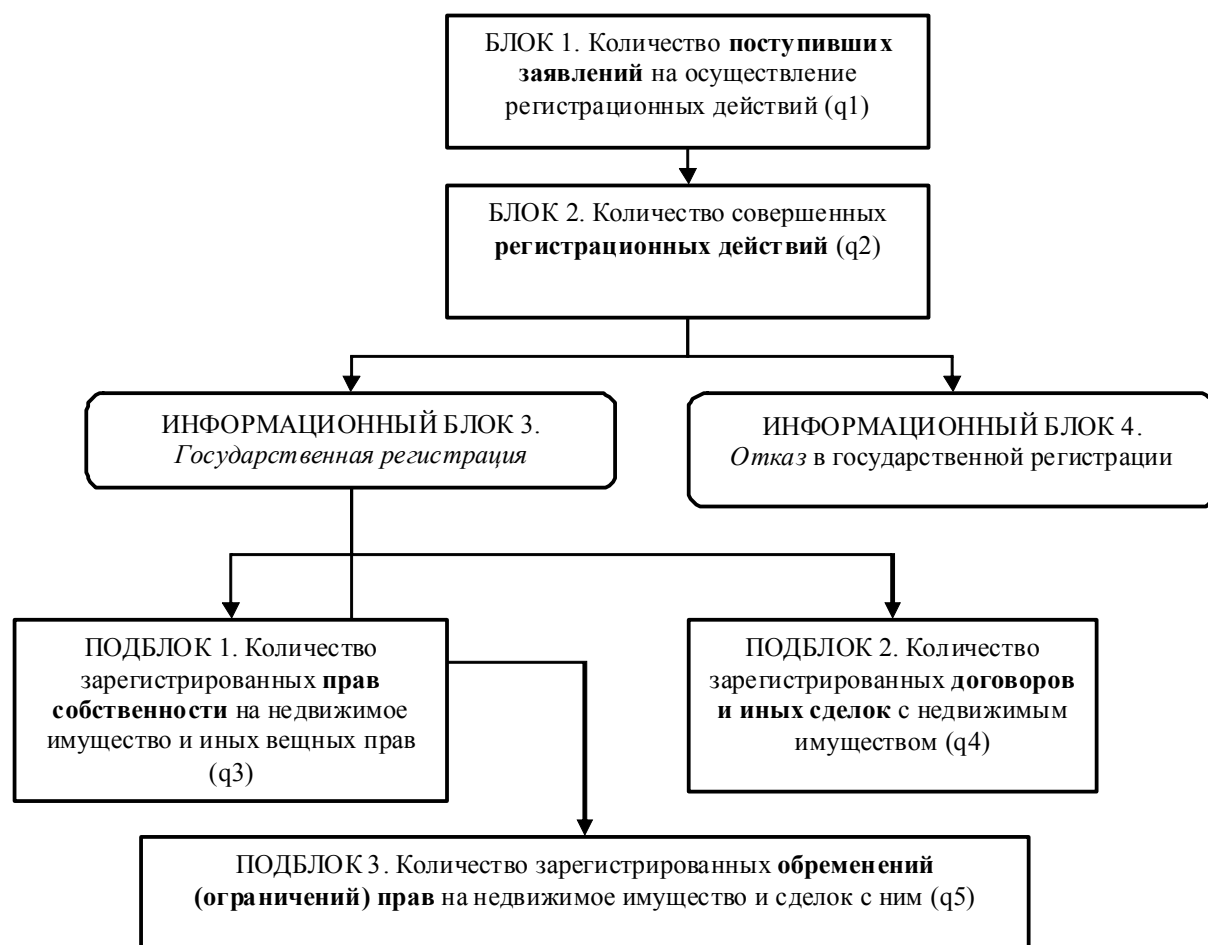 БЛОК 1. Количество поступивших
заявлений на осуществление
регистрационных действий (q1)
БЛОК 2. Количество совершенных
регистрационных действий (q2)
ИНФОРМАЦИОННЫЙ БЛОК 3.
Государственная регистрация
ИНФОРМАЦИОННЫЙ БЛОК 4.
Отказ в государственной регистрации
ПОДБЛОК 1. Количество
зарегистрированных прав
собственности на недвижимое
имущество и иных вещных прав
(q3)
ПОДБЛОК 2. Количество
зарегистрированных договоров
и иных сделок с недвижимым
имуществом (q4)
ПОДБЛОК 3. Количество зарегистрированных обременений
(ограничений) прав на недвижимое имущество и сделок с ним (q5)